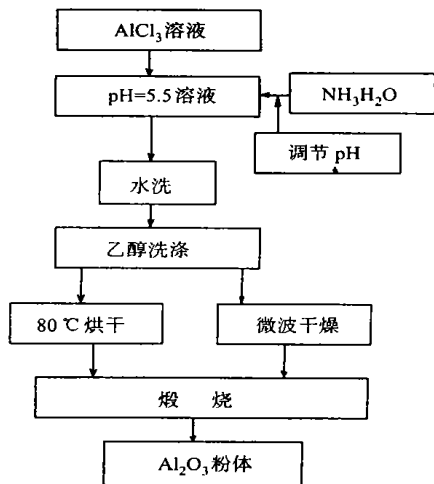 AlCl₃溶液
pH=5.5 溶液
NH₃H₂O
调节 pH
水洗
乙醇洗涤
80℃烘干
微波干燥
煅 烧
Al₂O₃粉体